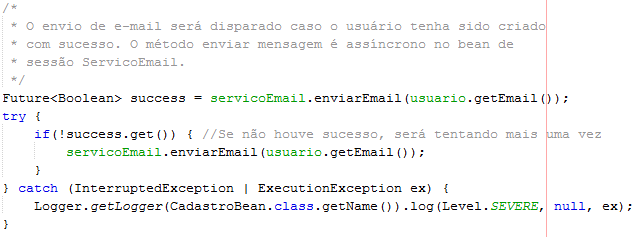 /*
 * O envio de e-mail será disparado caso o usuário tenha sido criado
 * com sucesso. O método enviar mensagem é assíncrono no bean de
 * sessão ServicoEmail.
 */
Future<Boolean> success = servicoEmail.enviarEmail(usuario.getEmail());
try {
    if(!success.get()) { //Se não houve sucesso, será tentando mais uma vez
        servicoEmail.enviarEmail(usuario.getEmail());
    }
} catch (InterruptedException | ExecutionException ex) {
    Logger.getLogger(CadastroBean.class.getName()).log(Level.SEVERE, null, ex);
}